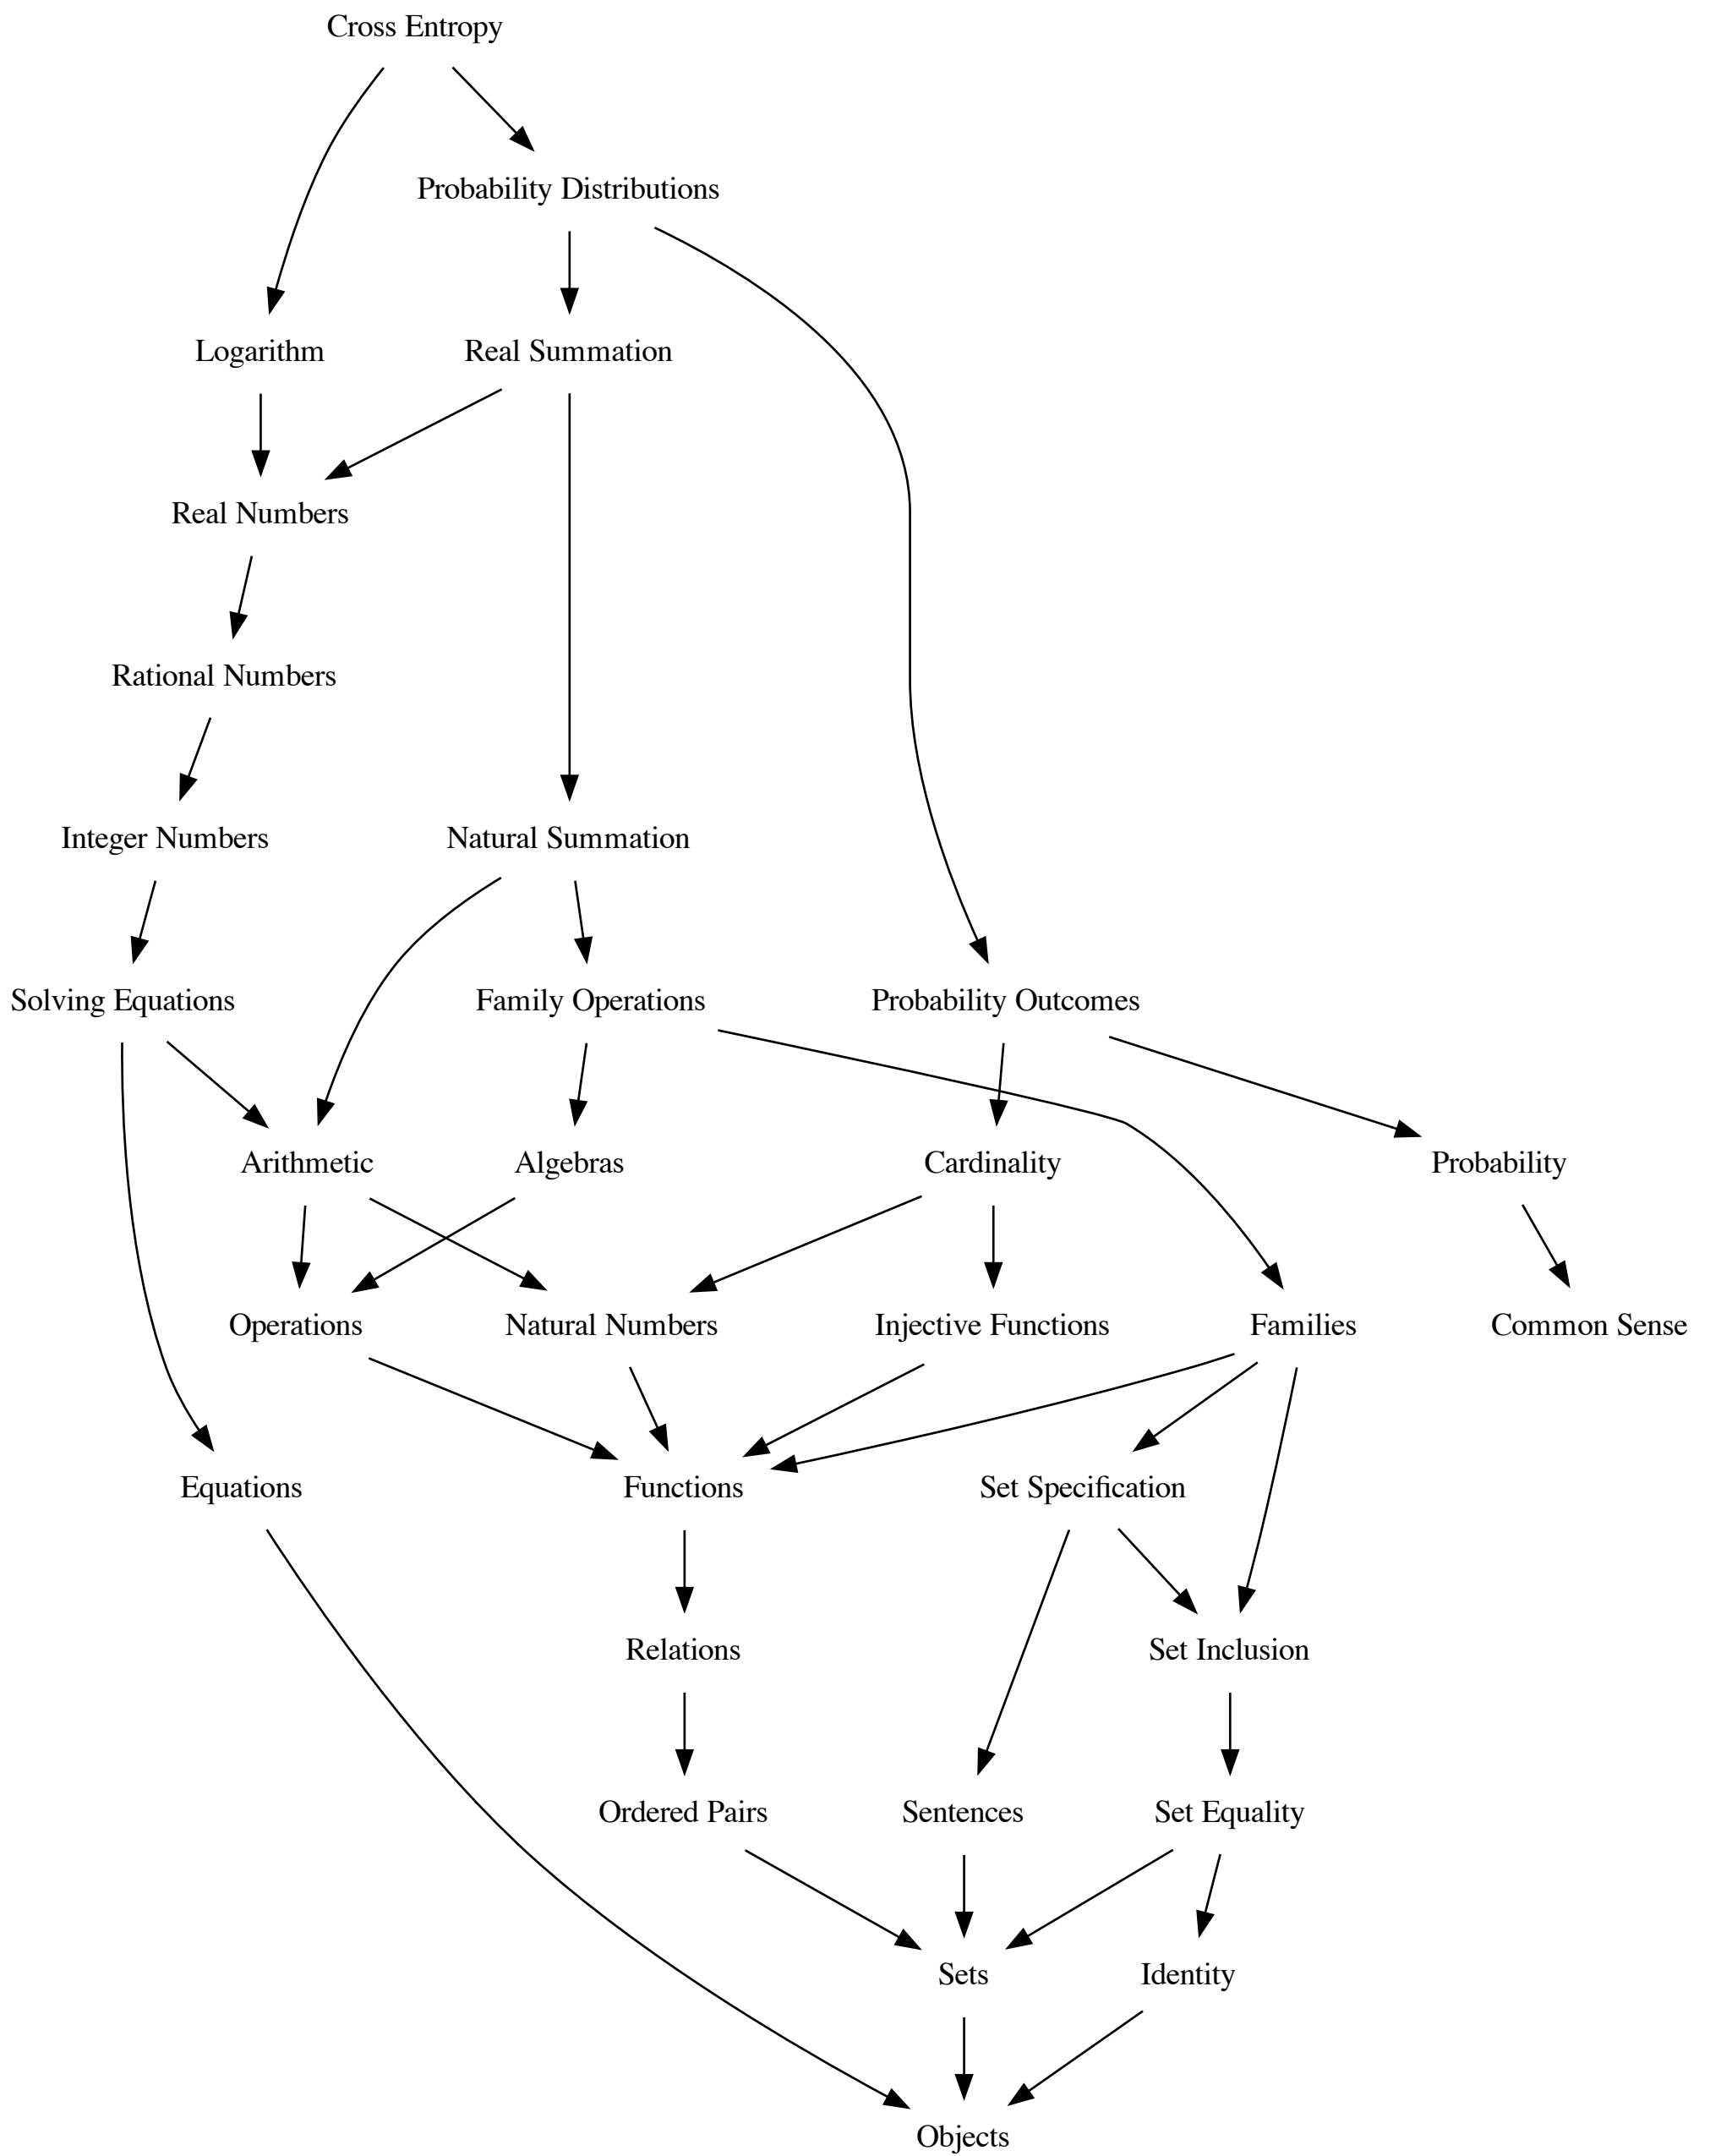 Cross Entropy
Probability Distributions
Logarithm
Real Summation
Real Numbers
Rational Numbers
Integer Numbers
Natural Summation
Solving Equations
Family Operations
Probability Outcomes
Arithmetic
Algebras
Cardinality
Probability
Operations
Natural Numbers
Injective Functions
Families
Common Sense
Equations
Functions
Set Specification
Relations
Set Inclusion
Ordered Pairs
Sentences
Set Equality
Sets
Identity
Objects